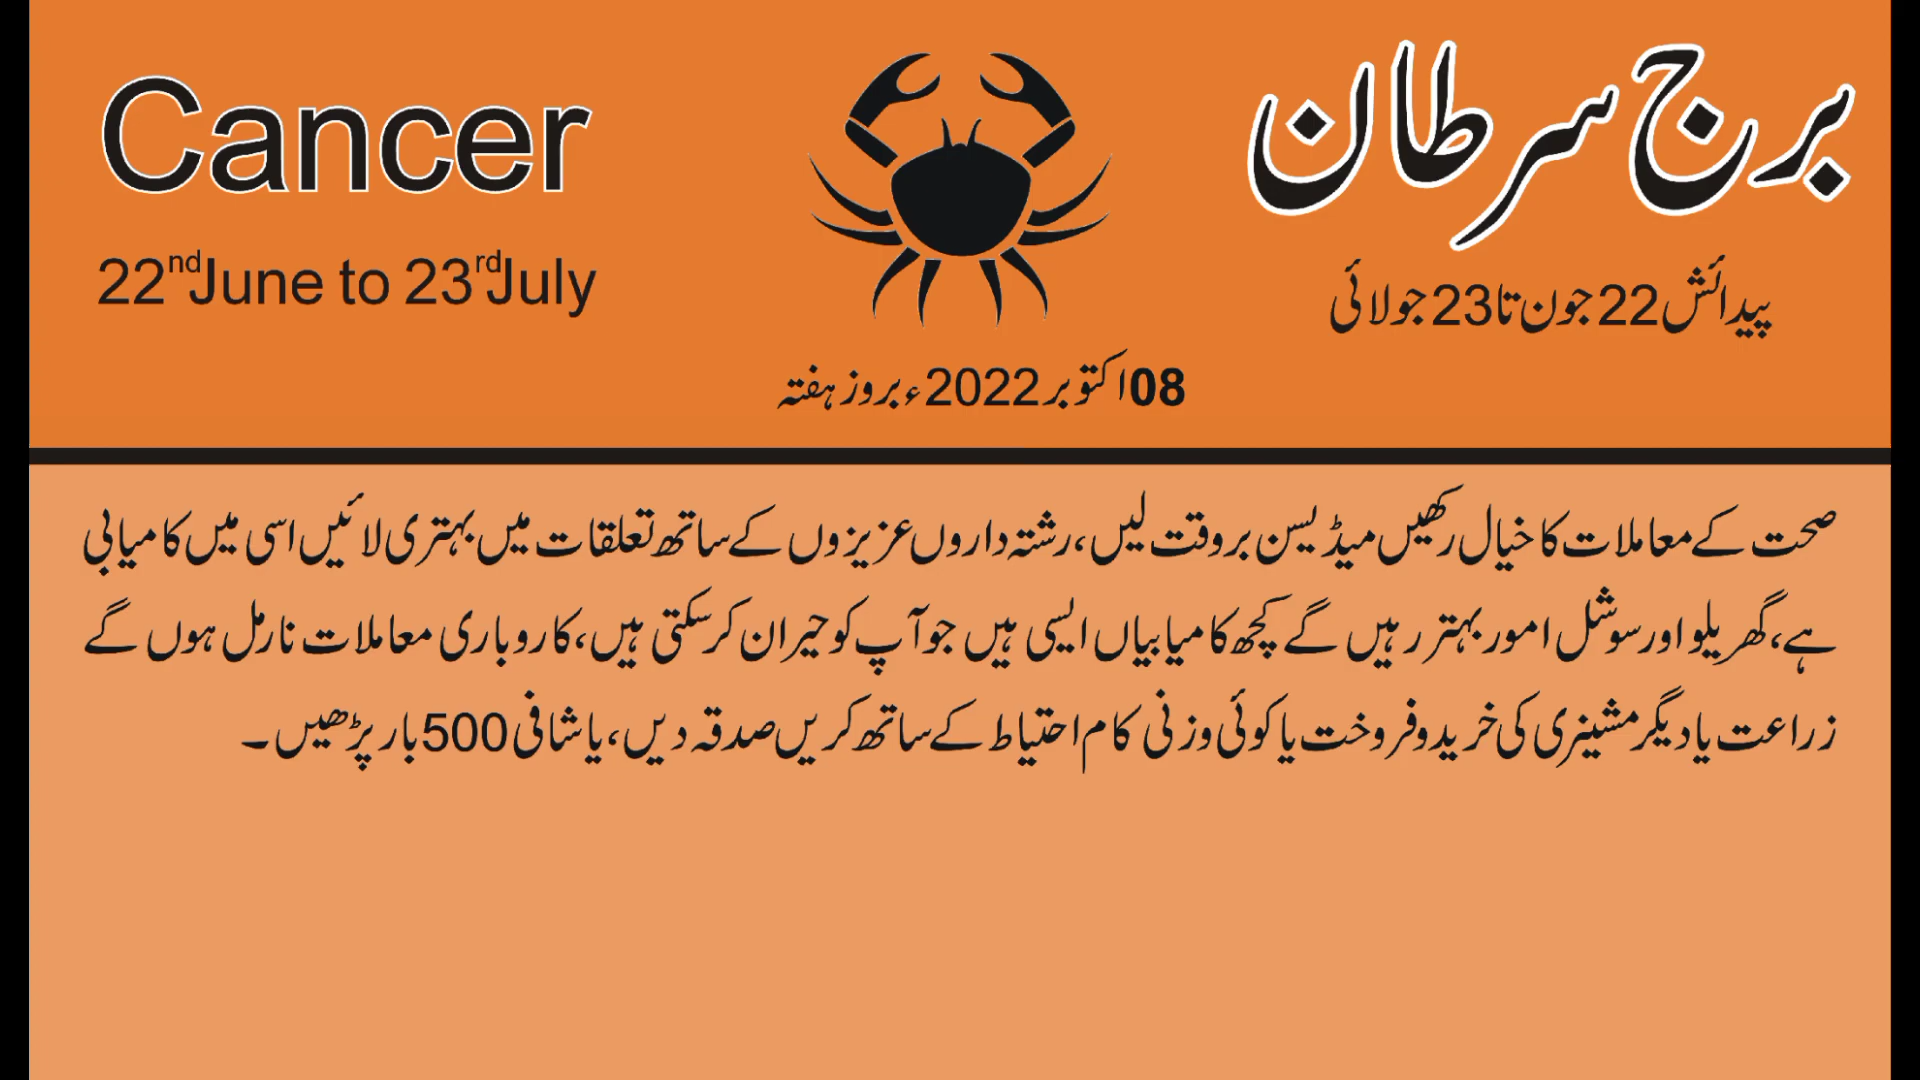 Cancer
برج سرطان
22nd June to 23rd July
پیدائش 22 جون تا 23 جولائی
08 اکتوبر 2022ء بروز ہفتہ
صحت کے معاملات کا خیال رکھیں میڈیسن بروقت لیں، رشتہ داروں عزیزوں کے ساتھ تعلقات میں بہتری لائیں اسی میں کامیابی
ہے، گھریلو اور سوشل امور بہتر رہیں گے کچھ کامیابیاں ایسی ہیں جو آپ کو حیران کر سکتی ہیں، کاروباری معاملات نارمل ہوں گے
زراعت یا دیگر مشینری کی خرید و فروخت یا کوئی وزنی کام احتیاط کے ساتھ کریں صدقہ دیں، یا شافی 500 بار پڑھیں۔